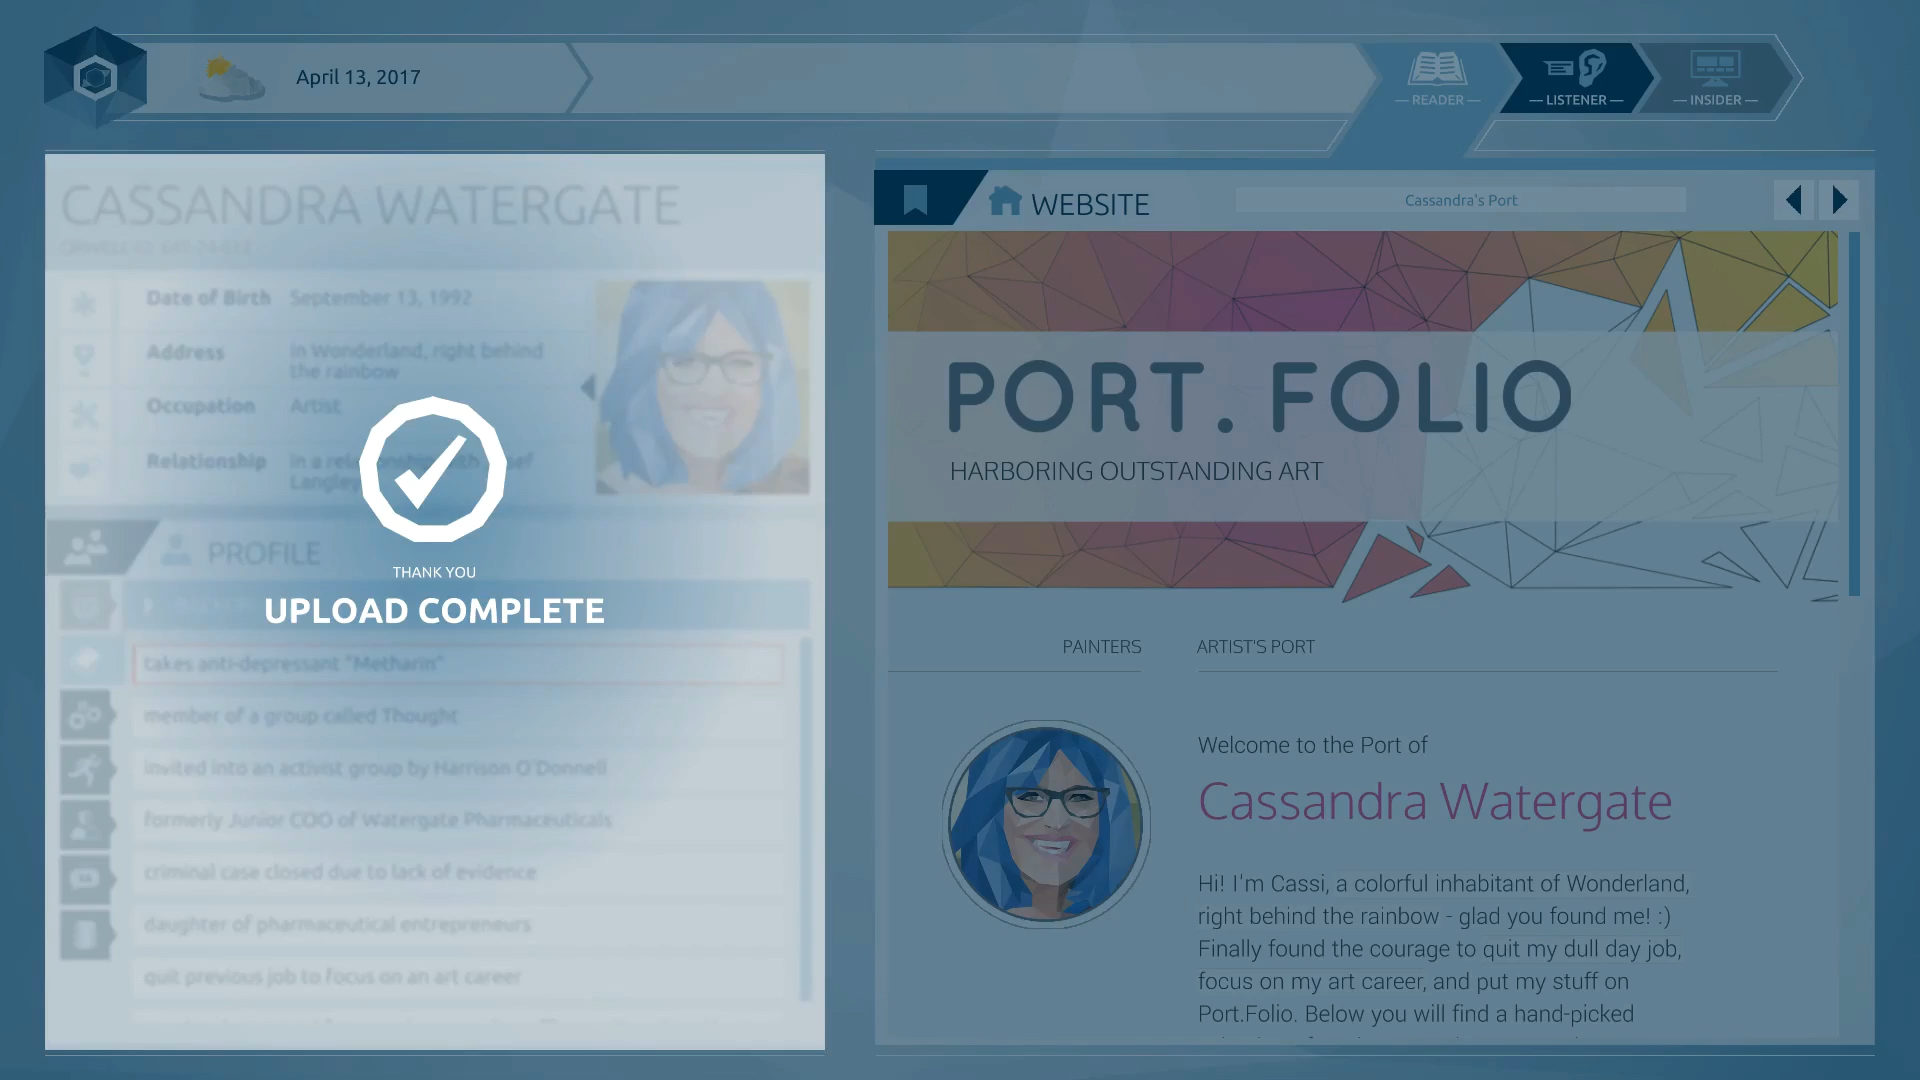 April 13, 2017
READER
LISTENER
INSIDER
CASSANDRA WATERGATE
Date of Birth September 13, 1992
Address in Wonderland, right behind
the rainbow
Occupation Artist
Relationship in a relationship with
Langley
PROFILE
THANK YOU
UPLOAD COMPLETE
takes anti-depressant "Metharin"
member of a group called Thought
invited into an activist group by Harrison O'Donnell
formerly Junior COO of Watergate Pharmaceuticals
criminal case closed due to lack of evidence
daughter of pharmaceutical entrepreneurs
quit previous job to focus on an art career
WEBSITE
Cassandra's Port
PORT. FOLIO
HARBORING OUTSTANDING ART
PAINTERS
ARTIST'S PORT
Welcome to the Port of
Cassandra Watergate
Hi! I'm Cassi, a colorful inhabitant of Wonderland,
right behind the rainbow - glad you found me! :)
Finally found the courage to quit my dull day job,
focus on my art career, and put my stuff on
Port.Folio. Below you will find a hand-picked